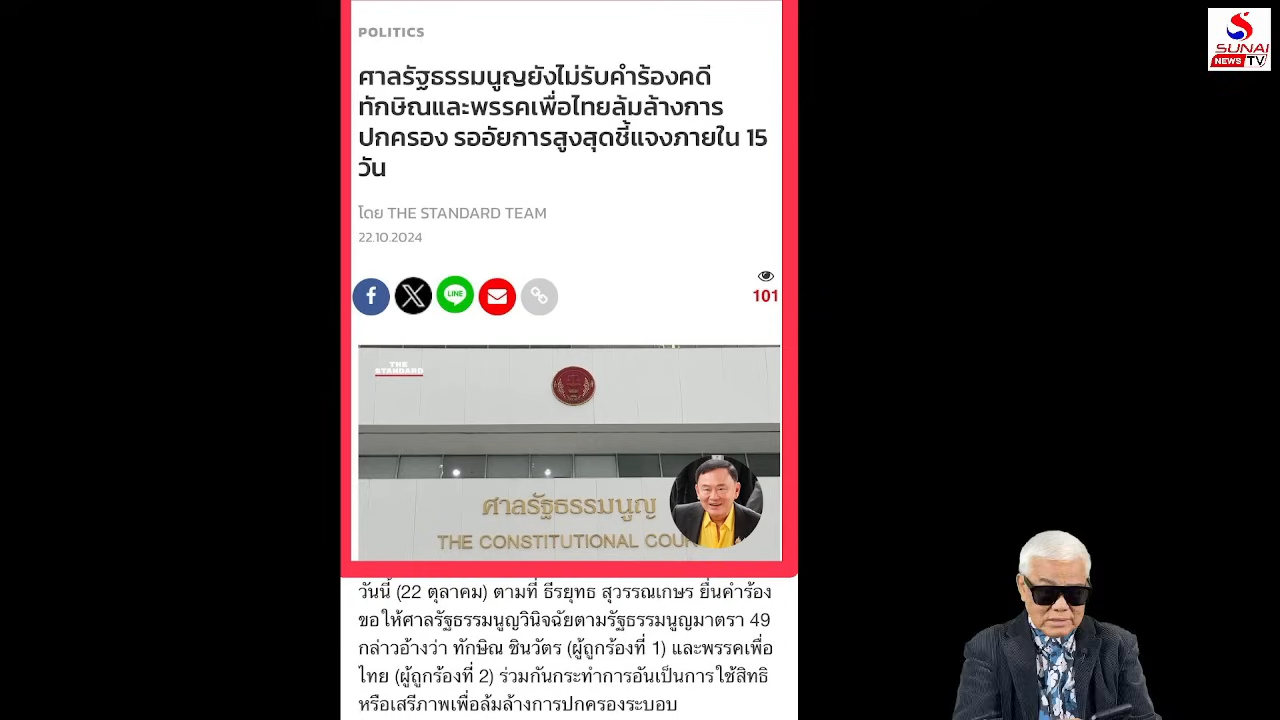 POLITICS
ศาลรัฐธรรมนูญยังไม่รับคำร้องคดี
ทักษิณและพรรคเพื่อไทยล้มล้างการ
ปกครอง รออัยการสูงสุดชี้แจงภายใน 15
วัน
โดย THE STANDARD TEAM
22.10.2024
LINE
101
THE
STANDARD
ศาลรัฐธรรมนูญ
THE CONSTITUTIONAL COUR
วันนี้ (22 ตุลาคม) ตามที่ ธีรยุทธ สุวรรณเกษร ยื่นคำร้อง
ขอให้ศาลรัฐธรรมนูญวินิจฉัยตามรัฐธรรมนูญมาตรา 49
กล่าวอ้างว่า ทักษิณ ชินวัตร (ผู้ถูกร้องที่ 1) และพรรคเพื่อ
ไทย (ผู้ถูกร้องที่ 2) ร่วมกันกระทำการอันเป็นการใช้สิทธิ
หรือเสรีภาพเพื่อล้มล้างการปกครองระบอบ
SUNAI
NEWS TV